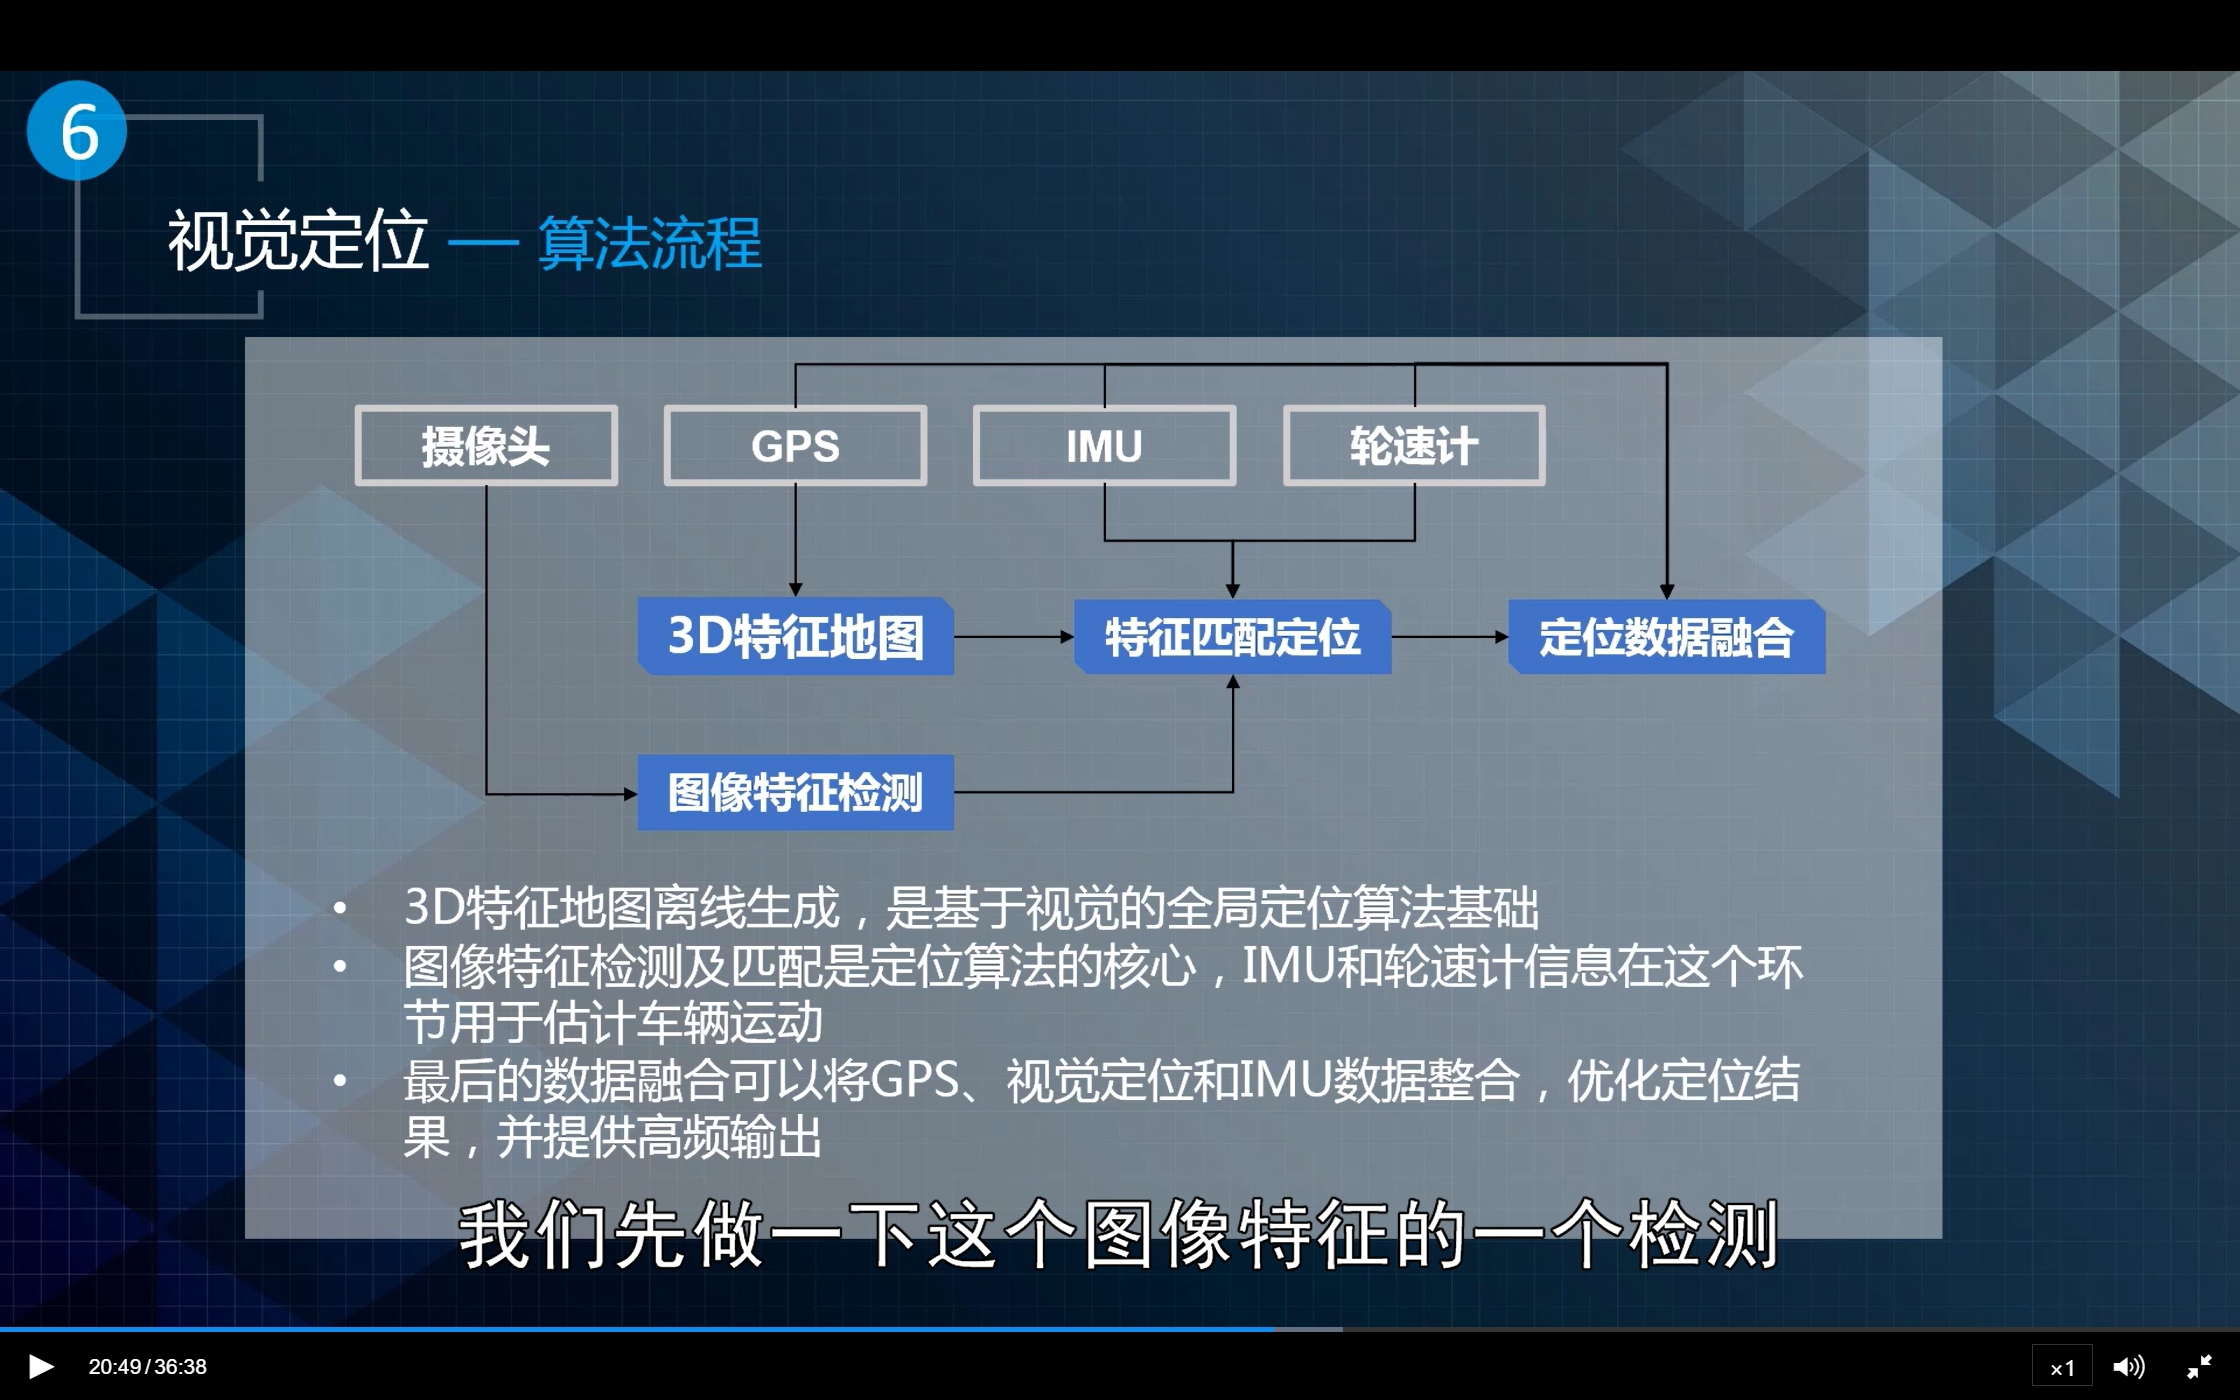 6
视觉定位 — 算法流程
摄像头
GPS
IMU
轮速计
3D特征地图
特征匹配定位
定位数据融合
图像特征检测
• 3D特征地图离线生成，是基于视觉的全局定位算法基础
• 图像特征检测及匹配是定位算法的核心，IMU和轮速计信息在这个环
节用于估计车辆运动
• 最后的数据融合可以将GPS、视觉定位和IMU数据整合，优化定位结
果，并提供高频输出
我们先做一下这个图像特征的一个检测
20:49/36:38
×1